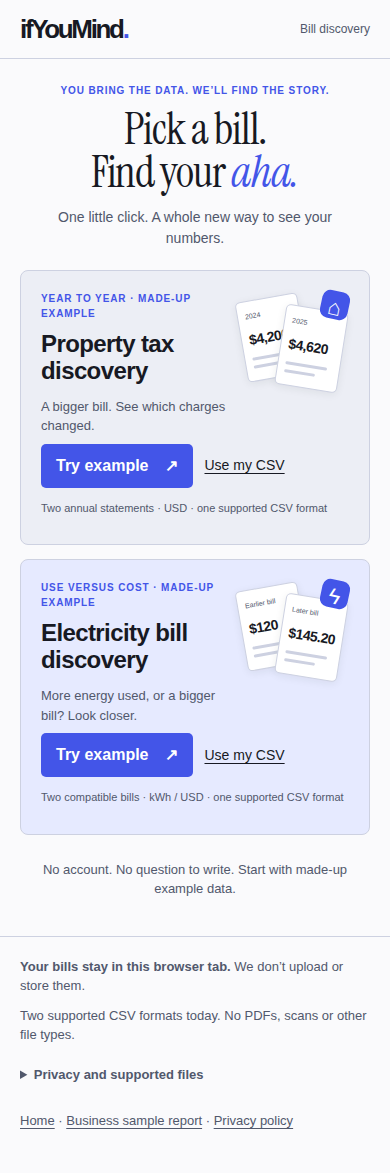 ifYouMind.
Bill discovery
YOU BRING THE DATA. WE'LL FIND THE STORY.
Pick a bill.
Find your aha.
One little click. A whole new way to see your
numbers.
YEAR TO YEAR · MADE-UP
EXAMPLE
Property tax
discovery
A bigger bill. See which charges
changed.
2024
$4,20
2025
$4,620
Try example ↗
Use my CSV
Two annual statements · USD · one supported CSV format
USE VERSUS COST · MADE-UP
EXAMPLE
Electricity bill
discovery
More energy used, or a bigger
bill? Look closer.
Earlier bill
$120
Later bill
$145.20
Try example ↗
Use my CSV
Two compatible bills · kWh / USD · one supported CSV format
No account. No question to write. Start with made-up
example data.
Your bills stay in this browser tab. We don't upload or
store them.
Two supported CSV formats today. No PDFs, scans or other
file types.
▶ Privacy and supported files
Home · Business sample report · Privacy policy